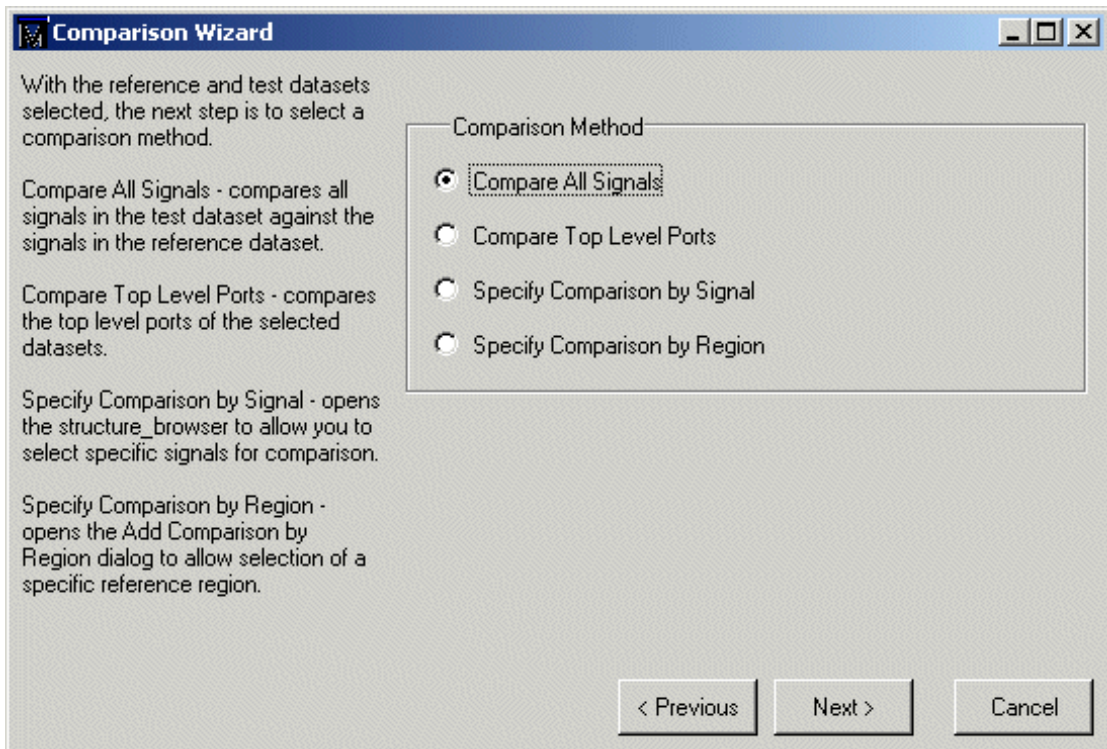 Comparison Wizard
With the reference and test datasets
selected, the next step is to select a
comparison method.
Compare All Signals - compares all
signals in the test dataset against the
signals in the reference dataset.
Compare Top Level Ports - compares
the top level ports of the selected
datasets.
Specify Comparison by Signal - opens
the structure_browser to allow you to
select specific signals for comparison.
Specify Comparison by Region -
opens the Add Comparison by
Region dialog to allow selection of a
specific reference region.
Comparison Method
Compare All Signals
Compare Top Level Ports
Specify Comparison by Signal
Specify Comparison by Region
< Previous
Next >
Cancel